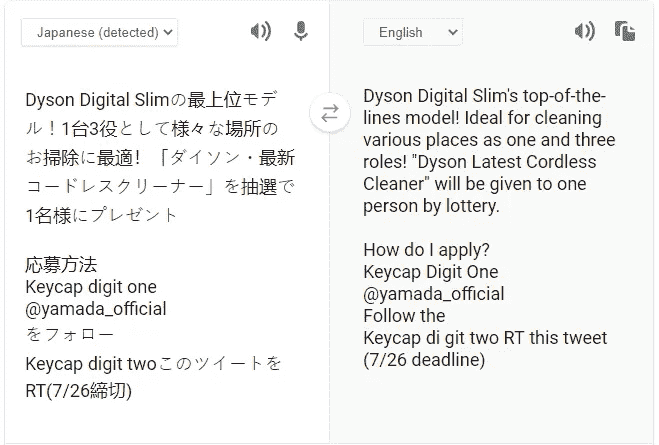 Japanese (detected)
English
Dyson Digital Slimの最上位モデ
ル！1台3役として様々な場所の
お掃除に最適！「ダイソン・最新
コードレスクリーナー」を抽選で
1名様にプレゼント
応募方法
Keycap digit one
@yamada_official
をフォロー
Keycap digit twoこのツイートを
RT(7/26締切)
Dyson Digital Slim's top-of-the-
lines model! Ideal for cleaning
various places as one and three
roles! "Dyson Latest Cordless
Cleaner" will be given to one
person by lottery.
How do I apply?
Keycap Digit One
@yamada_official
Follow the
Keycap di git two RT this tweet
(7/26 deadline)